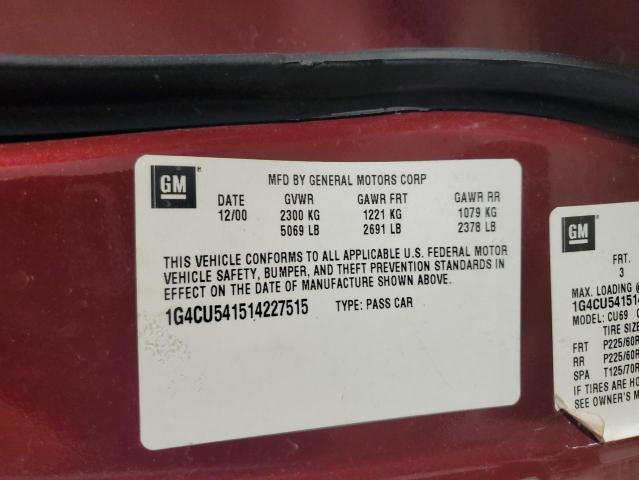 GM
MFD BY GENERAL MOTORS CORP
DATE GVWR GAWR FRT GAWR RR
12/00 2300 KG 1221 KG 1079 KG
5069 LB 2691 LB 2378 LB
THIS VEHICLE CONFORMS TO ALL APPLICABLE U.S. FEDERAL MOTOR
VEHICLE SAFETY, BUMPER, AND THEFT PREVENTION STANDARDS IN
EFFECT ON THE DATE OF MANUFACTURE SHOWN ABOVE.
1G4CU541514227515 TYPE: PASS CAR
GM
FRT.
3
MAX. LOADING @
1G4CU54151
MODEL: CU69
TIRE SIZE
FRT P225/60R
RR P225/60R
SPA T125/70R
IF TIRES ARE HO
SEE OWNER'S M